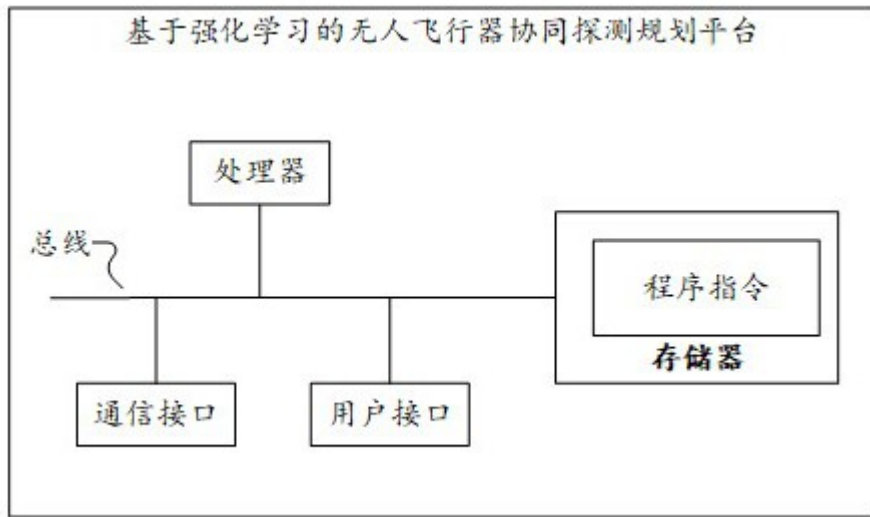 基于强化学习的无人飞行器协同探测规划平台
处理器
总线
程序指令
存储器
通信接口
用户接口